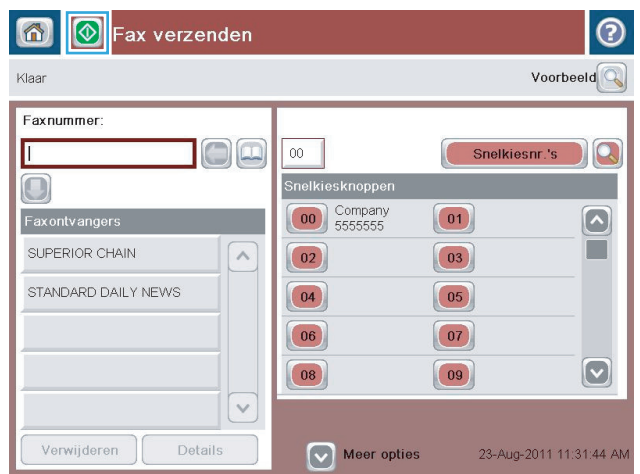 Fax verzenden
Klaar
Voorbeeld
Faxnummer:
Faxontvangers
SUPERIOR CHAIN
STANDARD DAILY NEWS
Verwijderen
Details
00
Snelkiesnr.'s
Snelkiesknoppen
00 Company 01
5555555
02 03
04 05
06 07
08 09
Meer opties
23-Aug-2011 11:31:44 AM